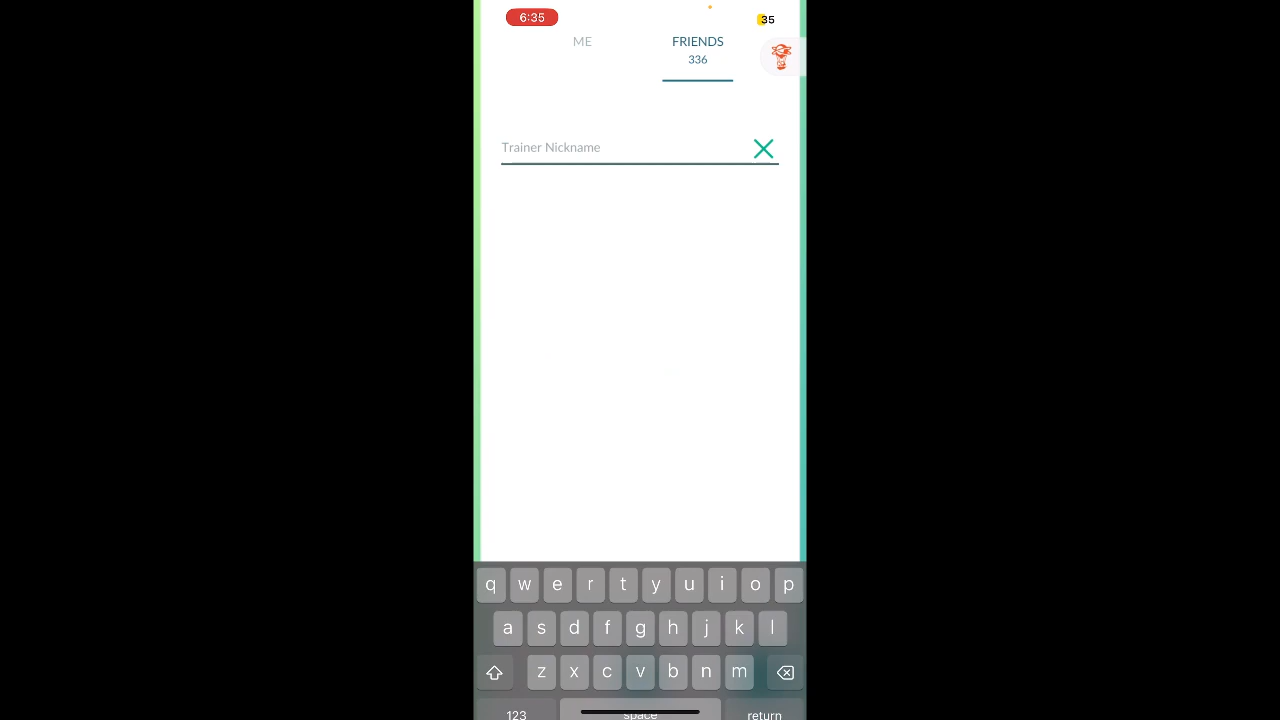 6:35
35
ME
FRIENDS
336
Trainer Nickname
q w e r t y u i o p
a s d f g h j k l
z x c v b n m
123 space return